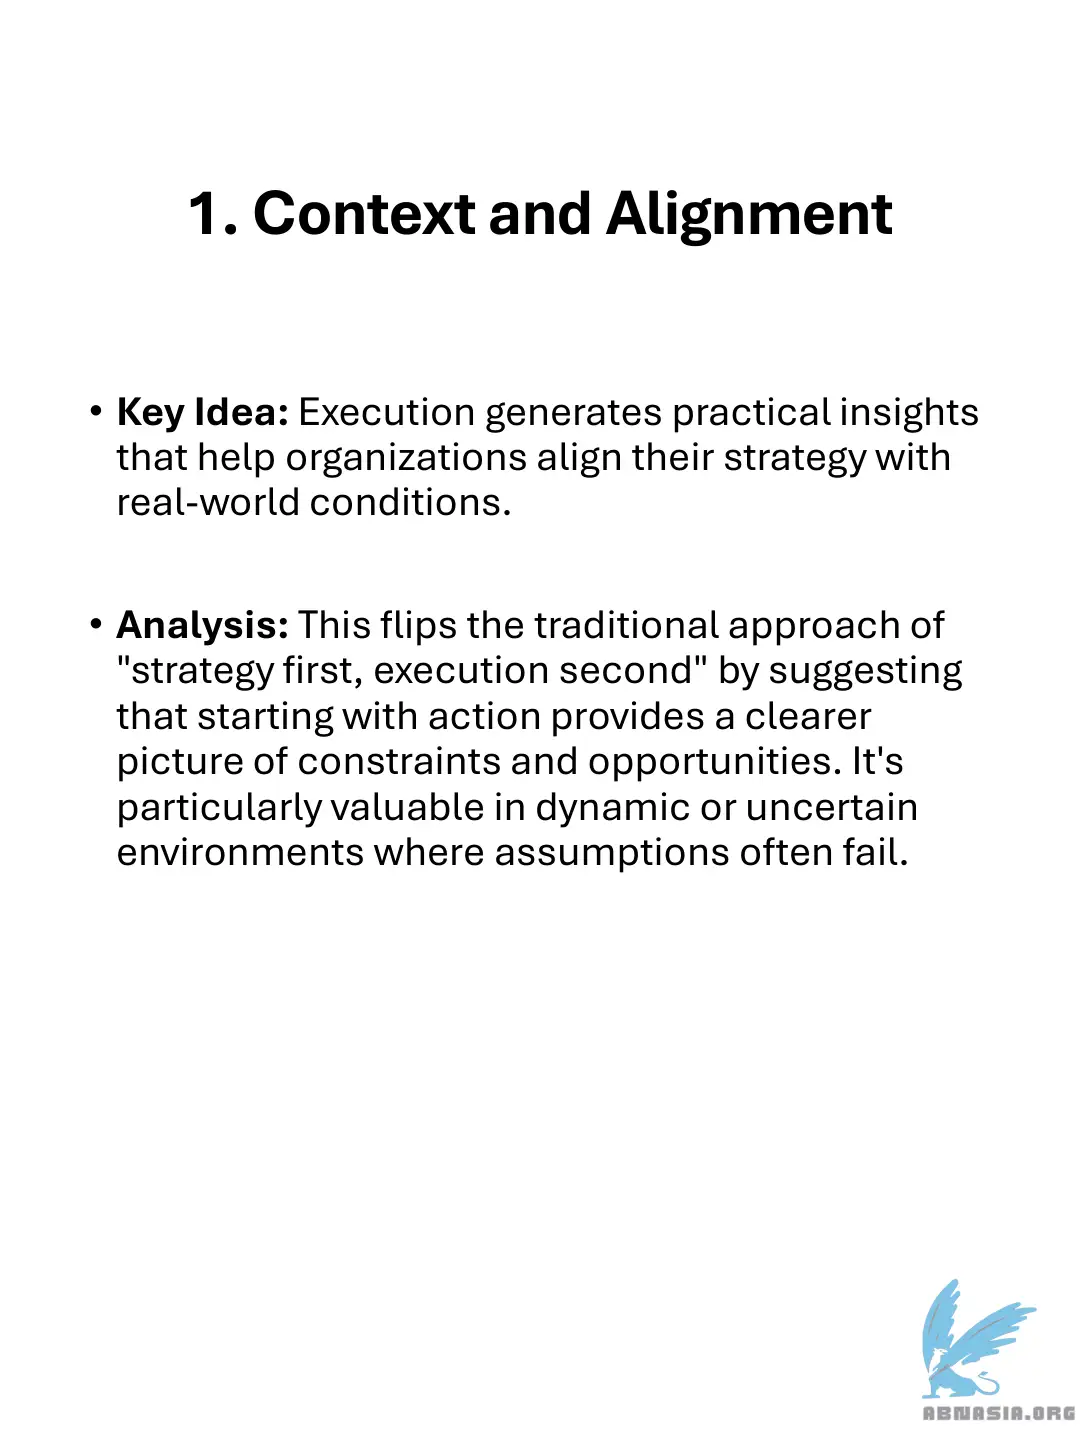 1. Context and Alignment
• Key Idea: Execution generates practical insights
that help organizations align their strategy with
real-world conditions.
• Analysis: This flips the traditional approach of
"strategy first, execution second" by suggesting
that starting with action provides a clearer
picture of constraints and opportunities. It's
particularly valuable in dynamic or uncertain
environments where assumptions often fail.
ABNASIA.ORG